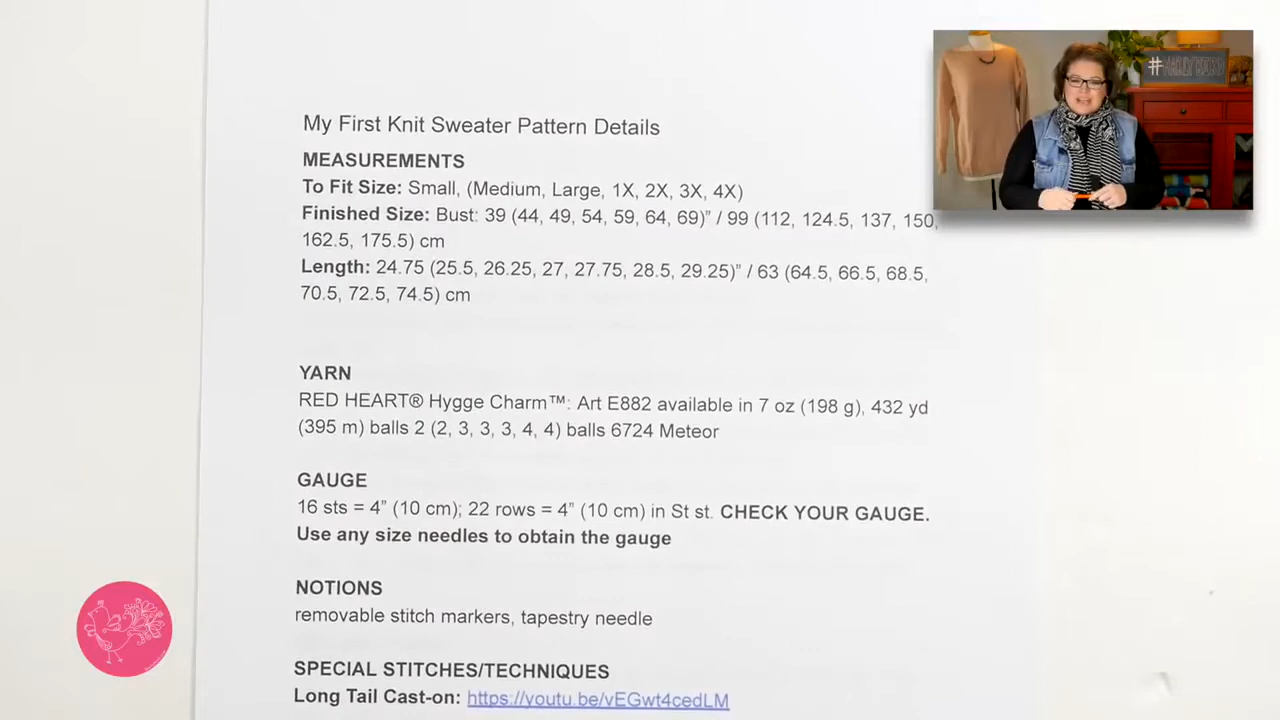 My First Knit Sweater Pattern Details
MEASUREMENTS
To Fit Size: Small, (Medium, Large, 1X, 2X, 3X, 4X)
Finished Size: Bust: 39 (44, 49, 54, 59, 64, 69)” / 99 (112, 124.5, 137, 150,
162.5, 175.5) cm
Length: 24.75 (25.5, 26.25, 27, 27.75, 28.5, 29.25)” / 63 (64.5, 66.5, 68.5,
70.5, 72.5, 74.5) cm
YARN
RED HEART® Hygge Charm™: Art E882 available in 7 oz (198 g), 432 yd
(395 m) balls 2 (2, 3, 3, 3, 4, 4) balls 6724 Meteor
GAUGE
16 sts = 4” (10 cm); 22 rows = 4” (10 cm) in St st. CHECK YOUR GAUGE.
Use any size needles to obtain the gauge
NOTIONS
removable stitch markers, tapestry needle
SPECIAL STITCHES/TECHNIQUES
Long Tail Cast-on: https://youtu.be/vEGwt4cedLM